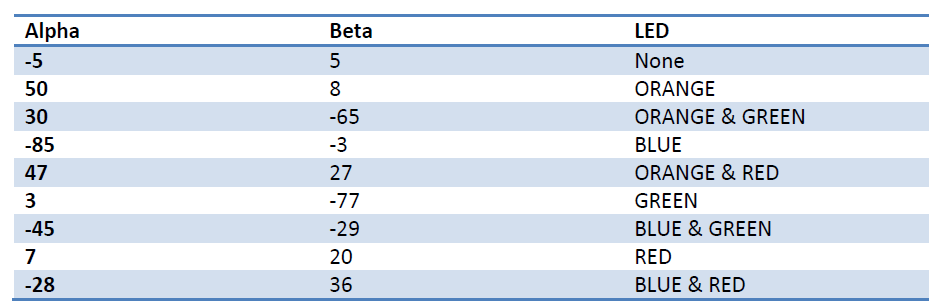 Alpha Beta LED
-5 5 None
50 8 ORANGE
30 -65 ORANGE & GREEN
-85 -3 BLUE
47 27 ORANGE & RED
3 -77 GREEN
-45 -29 BLUE & GREEN
7 20 RED
-28 36 BLUE & RED